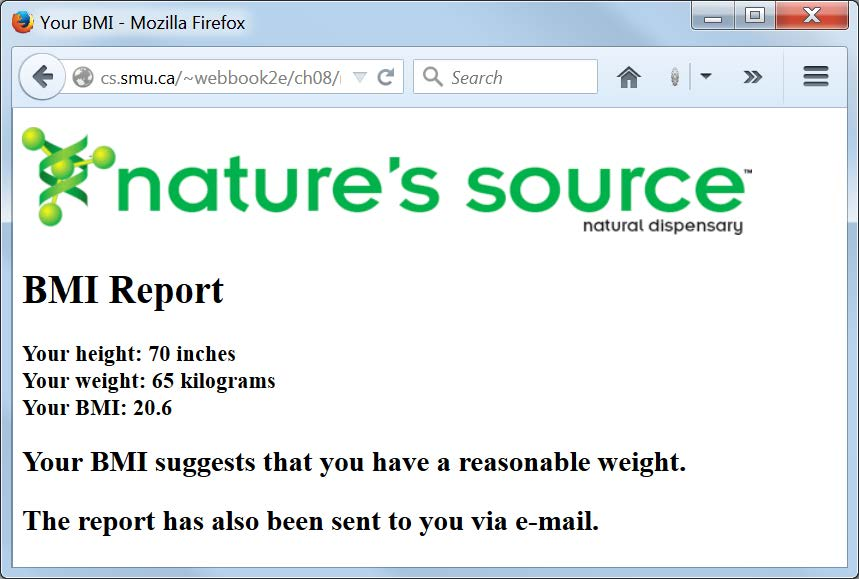 Your BMI - Mozilla Firefox
cs.smu.ca/~webbook2e/ch08/
Search
nature's source™
natural dispensary
BMI Report
Your height: 70 inches
Your weight: 65 kilograms
Your BMI: 20.6
Your BMI suggests that you have a reasonable weight.
The report has also been sent to you via e-mail.